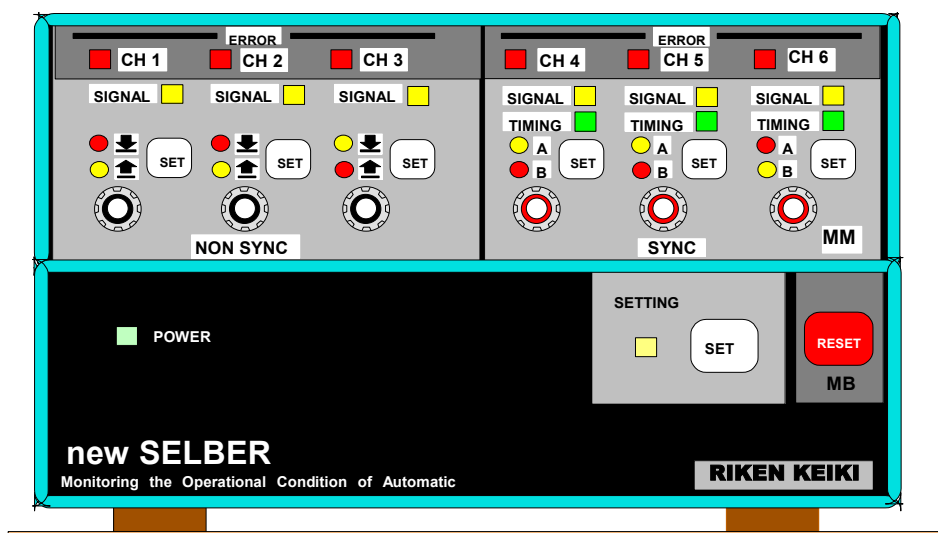 ERROR
ERROR
CH 1
CH 2
CH 3
CH 4
CH 5
CH 6
SIGNAL
SIGNAL
SIGNAL
SIGNAL
SIGNAL
SIGNAL
TIMING
TIMING
TIMING
SET
SET
SET
A
SET
A
SET
A
SET
B
B
B
NON SYNC
SYNC
MM
SETTING
POWER
SET
RESET
MB
new SELBER
Monitoring the Operational Condition of Automatic
RIKEN KEIKI